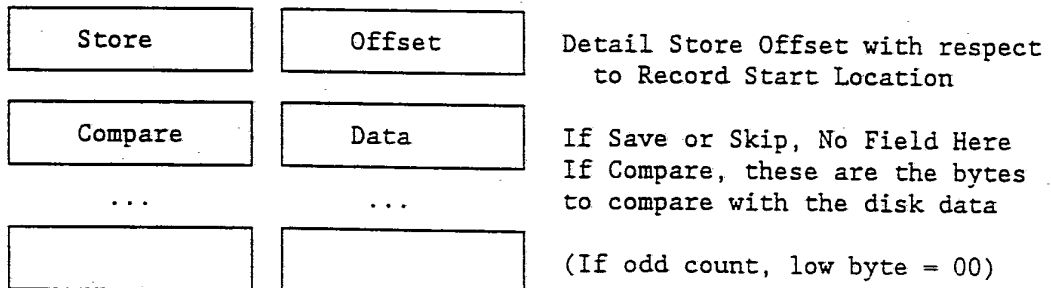 Store Offset Detail Store Offset with respect
to Record Start Location
Compare Data If Save or Skip, No Field Here
If Compare, these are the bytes
... ... to compare with the disk data
(If odd count, low byte = 00)